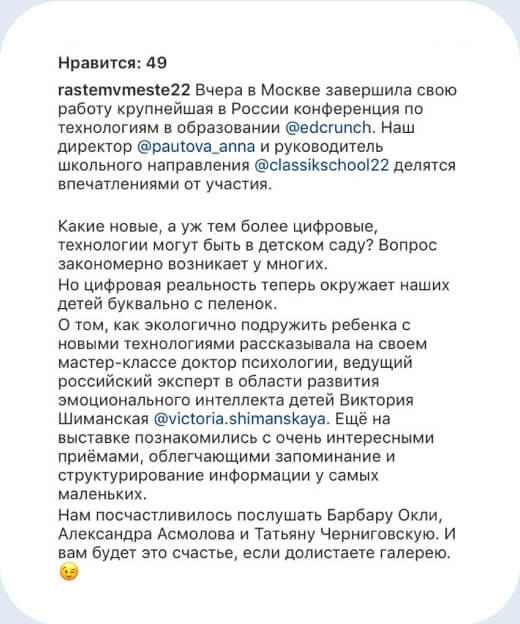 Нравится: 49
rastemvmeste22 Вчера в Москве завершила свою
работу крупнейшая в России конференция по
технологиям в образовании @edcrunch. Наш
директор @pautova_anna и руководитель
школьного направления @classikschool22 делятся
впечатлениями от участия.
Какие новые, а уж тем более цифровые,
технологии могут быть в детском саду? Вопрос
закономерно возникает у многих.
Но цифровая реальность теперь окружает наших
детей буквально с пеленок.
О том, как экологично подружить ребенка с
новыми технологиями рассказывала на своем
мастер-классе доктор психологии, ведущий
российский эксперт в области развития
эмоционального интеллекта детей Виктория
Шиманская @victoria.shimanskaya. Ещё на
выставке познакомились с очень интересными
приёмами, облегчающими запоминание и
структурирование информации у самых
маленьких.
Нам посчастливилось послушать Барбару Окли,
Александра Асмолова и Татьяну Черниговскую. И
вам будет это счастье, если долистаете галерею.
😉